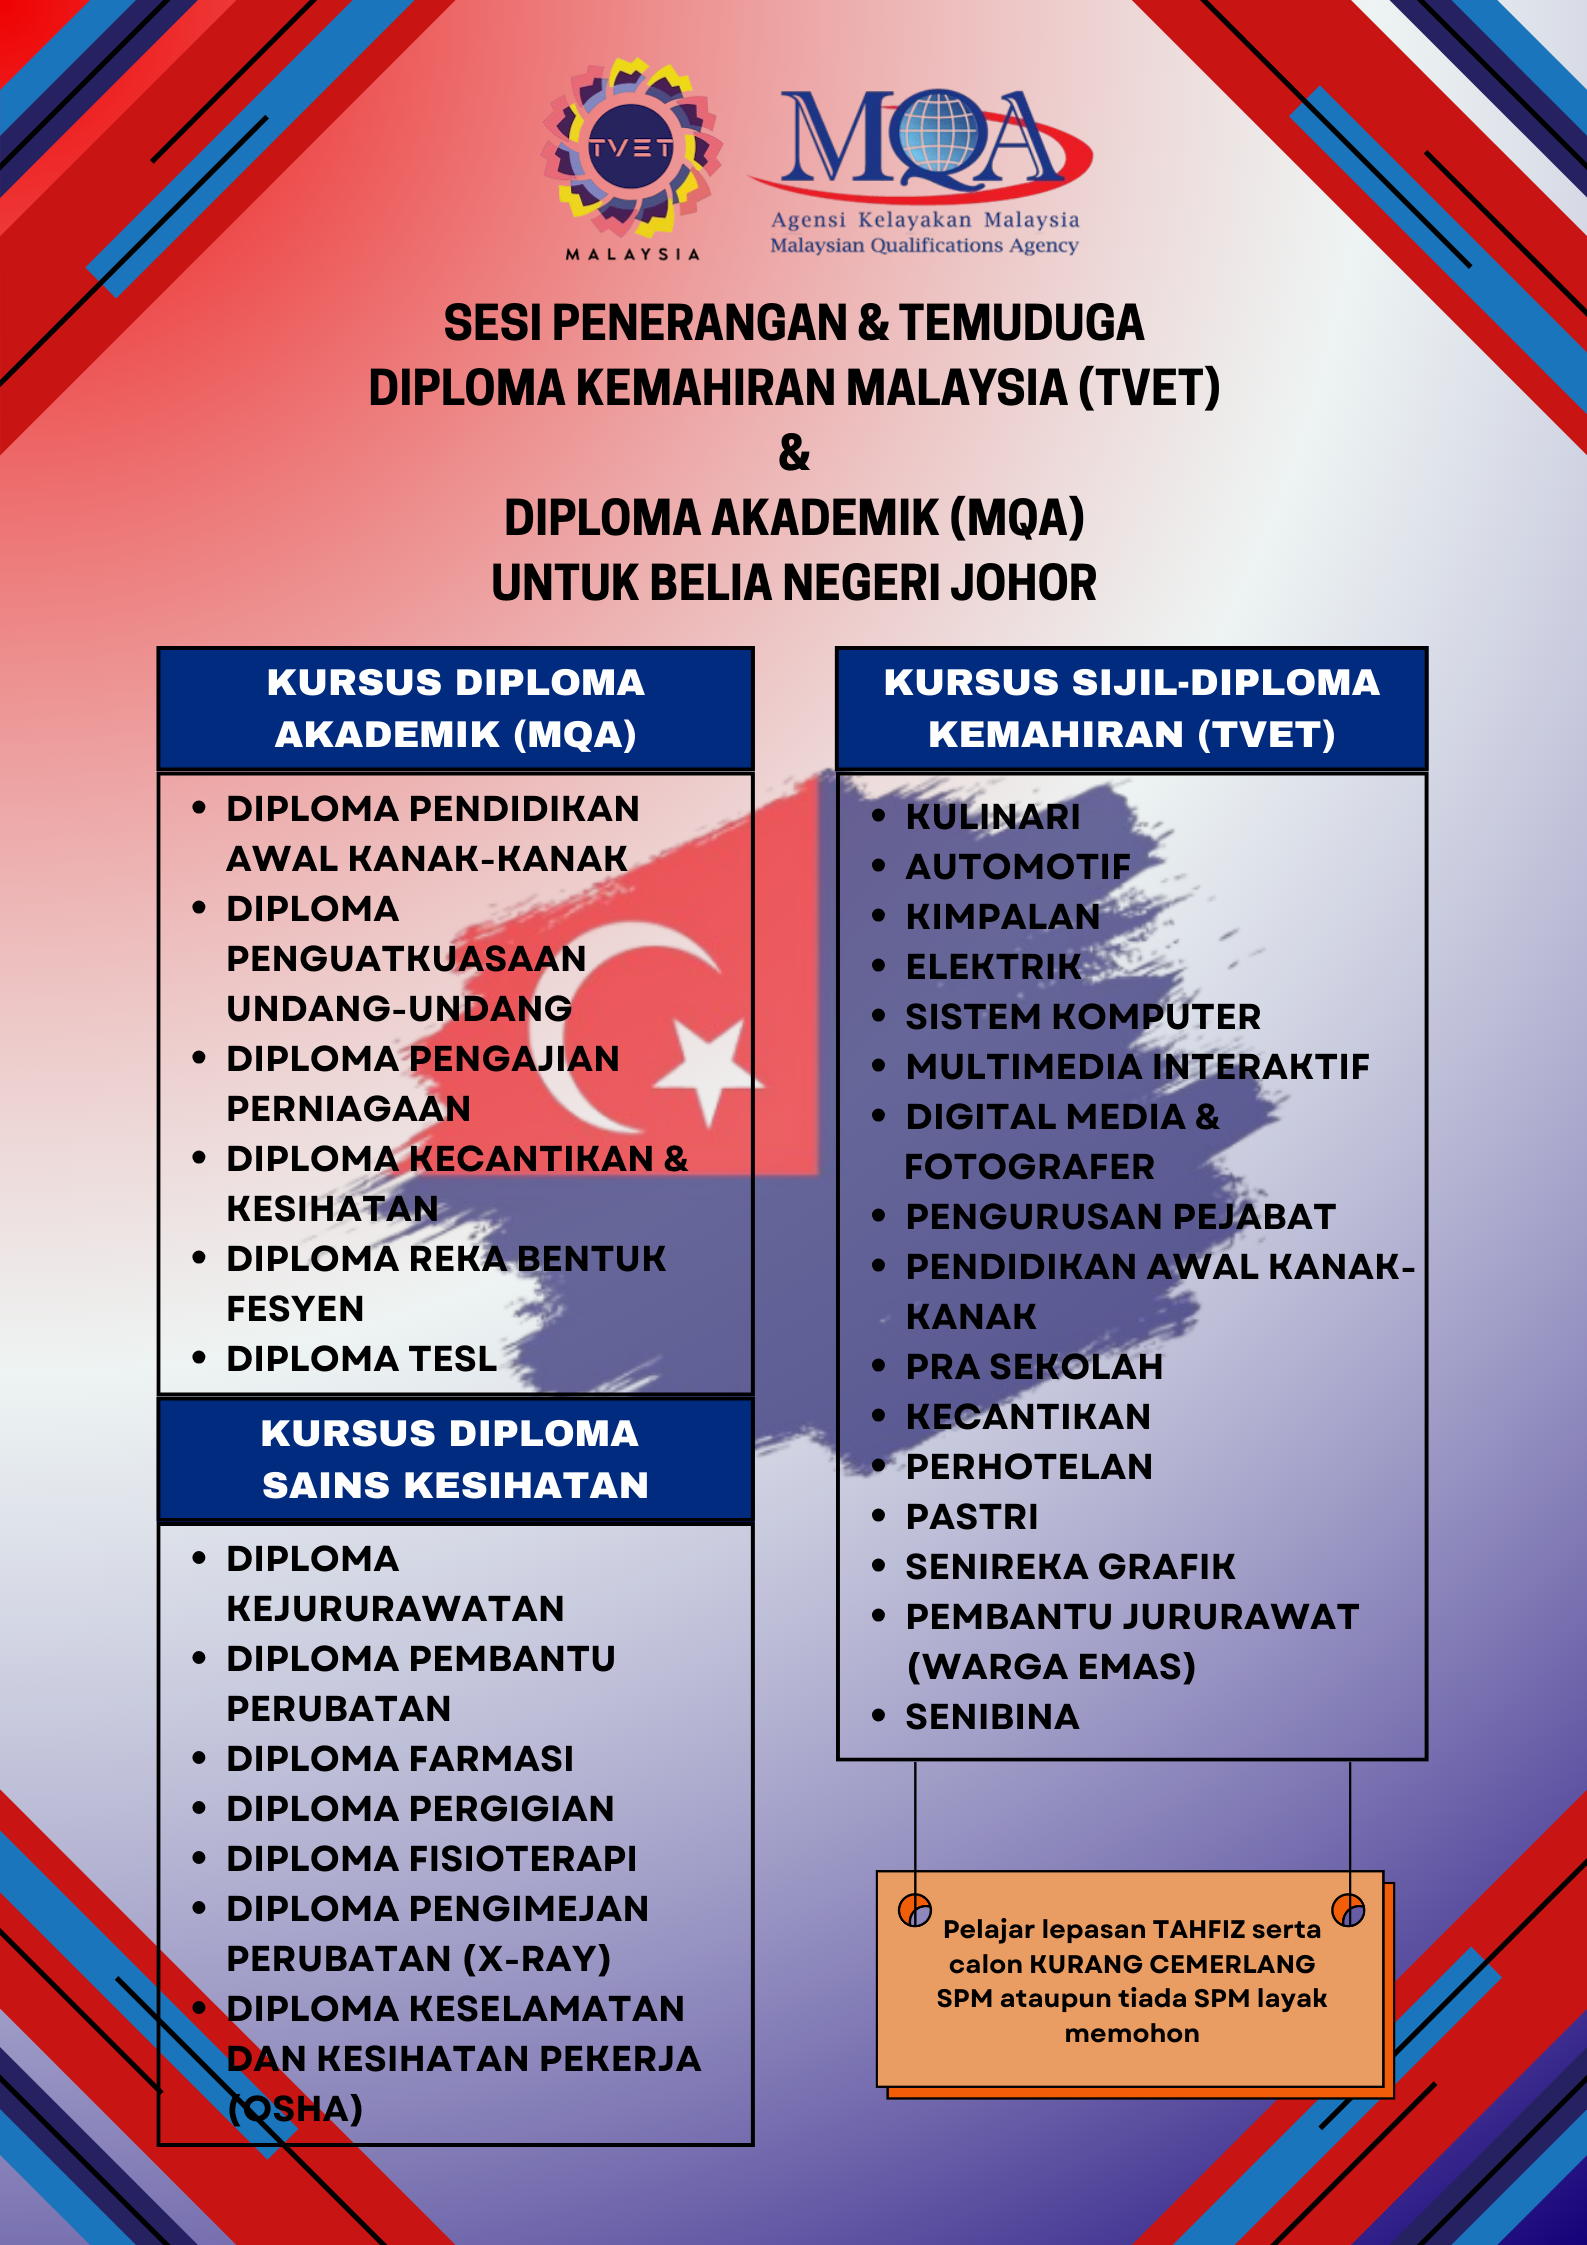 TVET
MALAYSIA
MQA
Agensi Kelayakan Malaysia
Malaysian Qualifications Agency
SESI PENERANGAN & TEMUDUGA
DIPLOMA KEMAHIRAN MALAYSIA (TVET)
&
DIPLOMA AKADEMIK (MQA)
UNTUK BELIA NEGERI JOHOR
KURSUS DIPLOMA
AKADEMIK (MQA)
• DIPLOMA PENDIDIKAN
AWAL KANAK-KANAK
• DIPLOMA
PENGUATKUASAAN
UNDANG-UNDANG
• DIPLOMA PENGAJIAN
PERNIAGAAN
• DIPLOMA KECANTIKAN &
KESIHATAN
• DIPLOMA REKA BENTUK
FESYEN
• DIPLOMA TESL
KURSUS DIPLOMA
SAINS KESIHATAN
• DIPLOMA
KEJURURAWATAN
• DIPLOMA PEMBANTU
PERUBATAN
• DIPLOMA FARMASI
• DIPLOMA PERGIGIAN
• DIPLOMA FISIOTERAPI
• DIPLOMA PENGIMEJAN
PERUBATAN (X-RAY)
• DIPLOMA KESELAMATAN
DAN KESIHATAN PEKERJA
(OSHA)
KURSUS SIJIL-DIPLOMA
KEMAHIRAN (TVET)
• KULINARI
• AUTOMOTIF
• KIMPALAN
• ELEKTRIK
• SISTEM KOMPUTER
• MULTIMEDIA INTERAKTIF
• DIGITAL MEDIA &
FOTOGRAFER
• PENGURUSAN PEJABAT
• PENDIDIKAN AWAL KANAK-
KANAK
• PRA SEKOLAH
• KECANTIKAN
• PERHOTELAN
• PASTRI
• SENIREKA GRAFIK
• PEMBANTU JURURAWAT
(WARGA EMAS)
• SENIBINA
Pelajar lepasan TAHFIZ serta
calon KURANG CEMERLANG
SPM ataupun tiada SPM layak
memohon